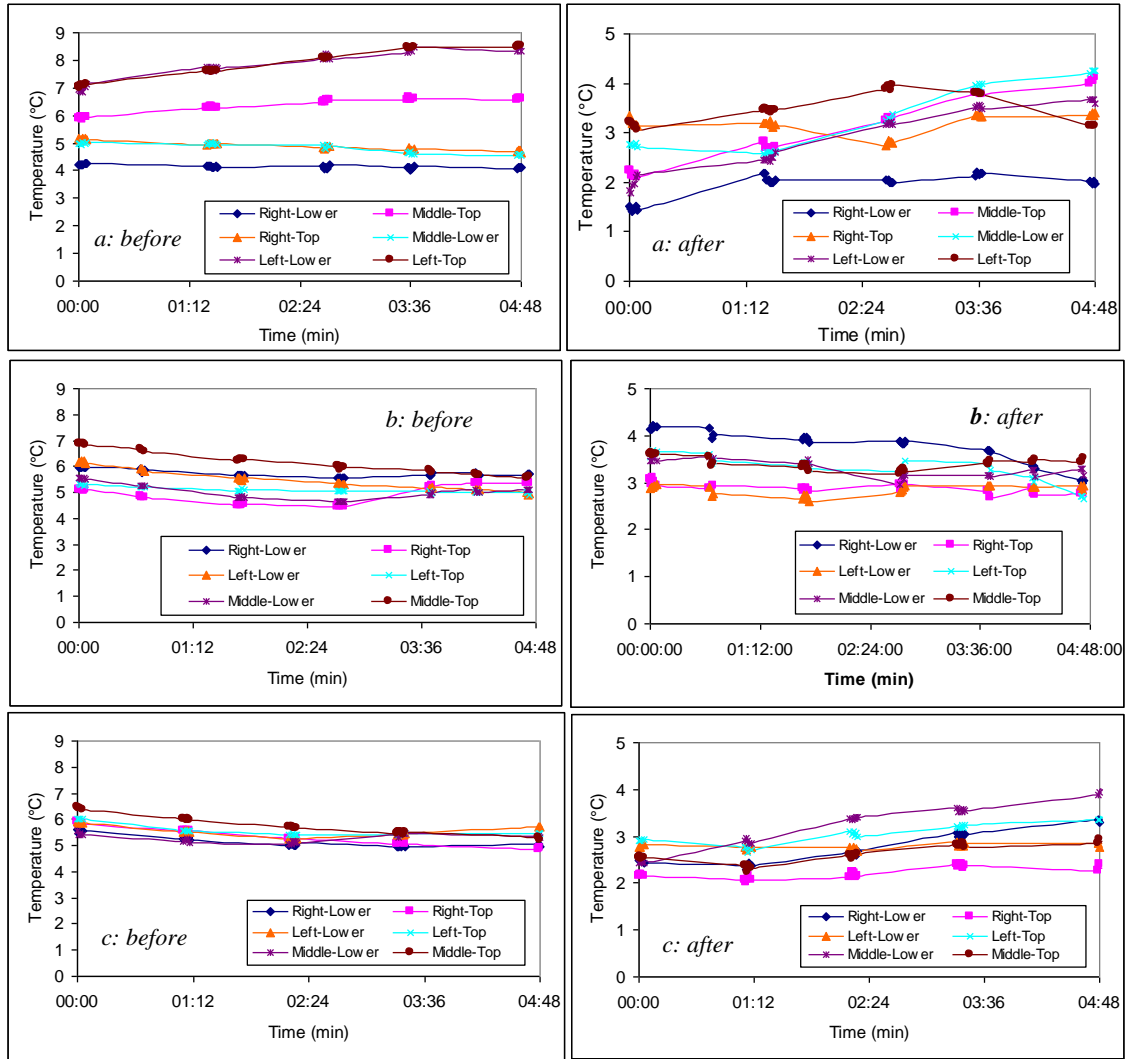 9
8
7
6
5
4
3
2
1
0
Temperature (°C)
Right-Lower Middle-Top
Right-Top Middle-Lower
Left-Lower Left-Top
a: before
00:00 01:12 02:24 03:36 04:48
Time (min)
5
4
3
2
1
0
Temperature (°C)
Right-Lower Middle-Top
Right-Top Middle-Lower
Left-Lower Left-Top
a: after
00:00 01:12 02:24 03:36 04:48
Time (min)
9
8
7
6
5
4
3
2
1
0
Temperature (°C)
b: before
Right-Lower Right-Top
Left-Lower Left-Top
Middle-Lower Middle-Top
00:00 01:12 02:24 03:36 04:48
Time (min)
5
4
3
2
1
0
Temperature (°C)
b: after
Right-Lower Right-Top
Left-Lower Left-Top
Middle-Lower Middle-Top
00:00:00 01:12:00 02:24:00 03:36:00 04:48:00
Time (min)
9
8
7
6
5
4
3
2
1
0
Temperature (°C)
Right-Lower Right-Top
Left-Lower Left-Top
Middle-Lower Middle-Top
c: before
00:00 01:12 02:24 03:36 04:48
Time (min)
5
4
3
2
1
0
Temperature (°C)
Right-Lower Right-Top
Left-Lower Left-Top
Middle-Lower Middle-Top
c: after
00:00 01:12 02:24 03:36 04:48
Time (min)